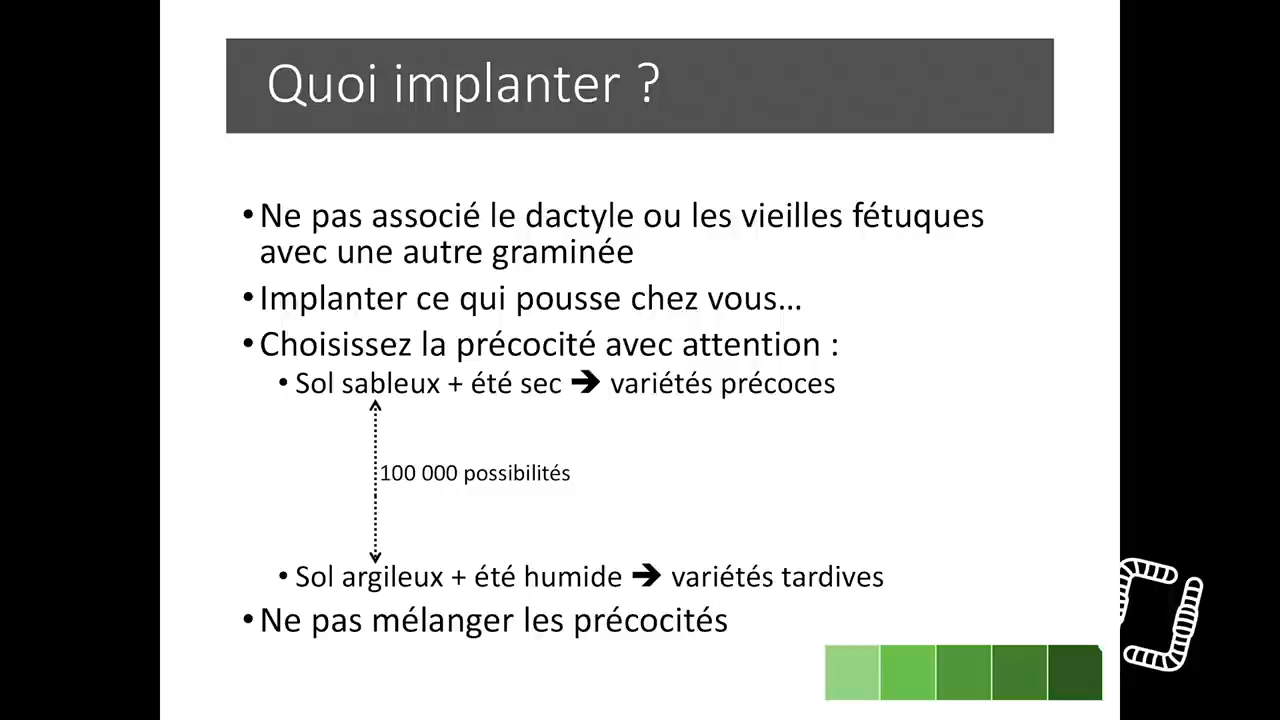 Quoi implanter ?
•Ne pas associé le dactyle ou les vieilles fétuques
avec une autre graminée
•Implanter ce qui pousse chez vous…
•Choisissez la précocité avec attention :
•Sol sableux + été sec ➔ variétés précoces
100 000 possibilités
•Sol argileux + été humide ➔ variétés tardives
•Ne pas mélanger les précocités